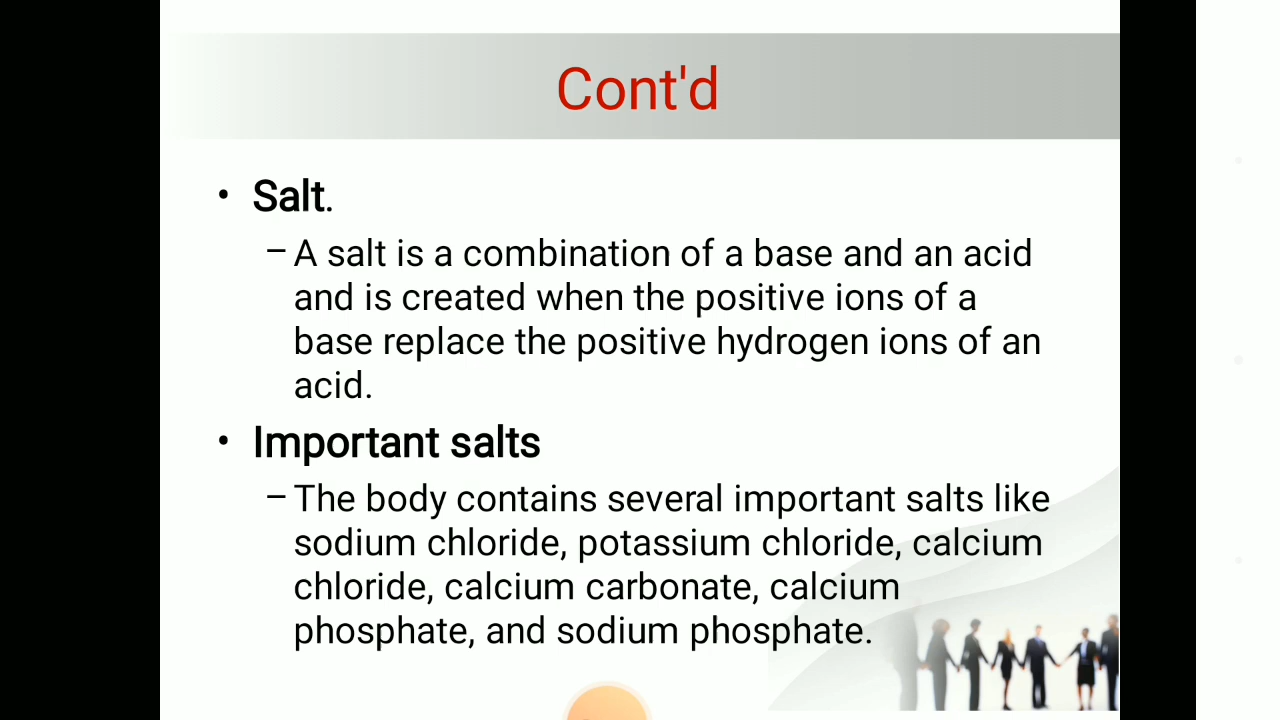 Cont'd
• Salt.
– A salt is a combination of a base and an acid
and is created when the positive ions of a
base replace the positive hydrogen ions of an
acid.
• Important salts
– The body contains several important salts like
sodium chloride, potassium chloride, calcium
chloride, calcium carbonate, calcium
phosphate, and sodium phosphate.